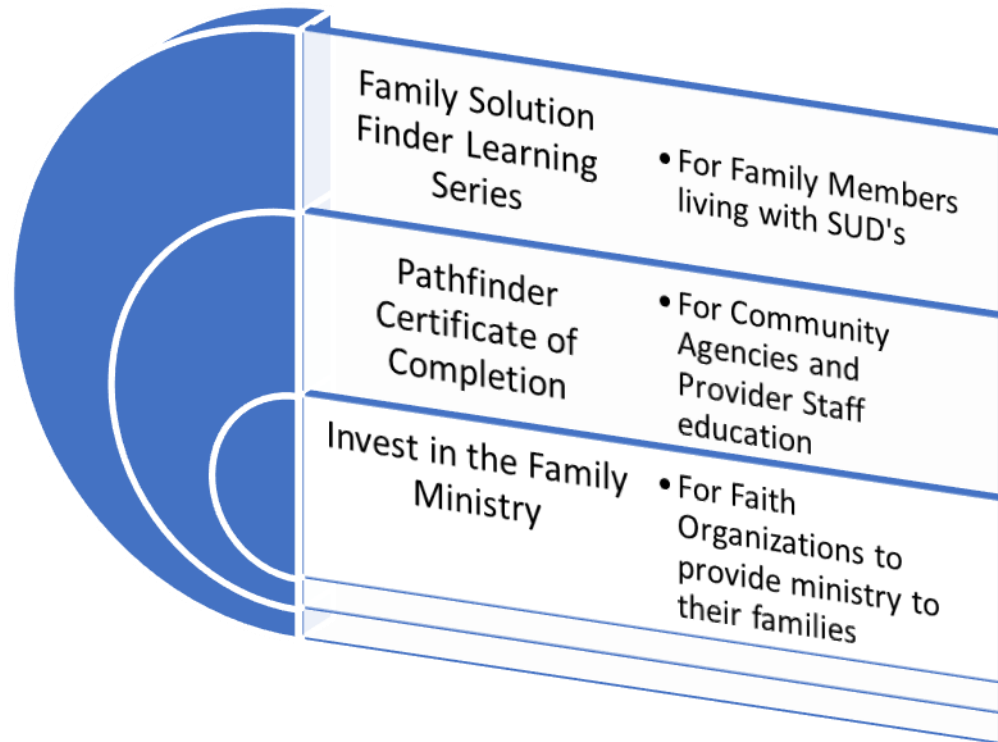 Family Solution
Finder Learning
Series
• For Family Members
living with SUD's
Pathfinder
Certificate of
Completion
• For Community
Agencies and
Provider Staff
education
Invest in the Family
Ministry
• For Faith
Organizations to
provide ministry to
their families